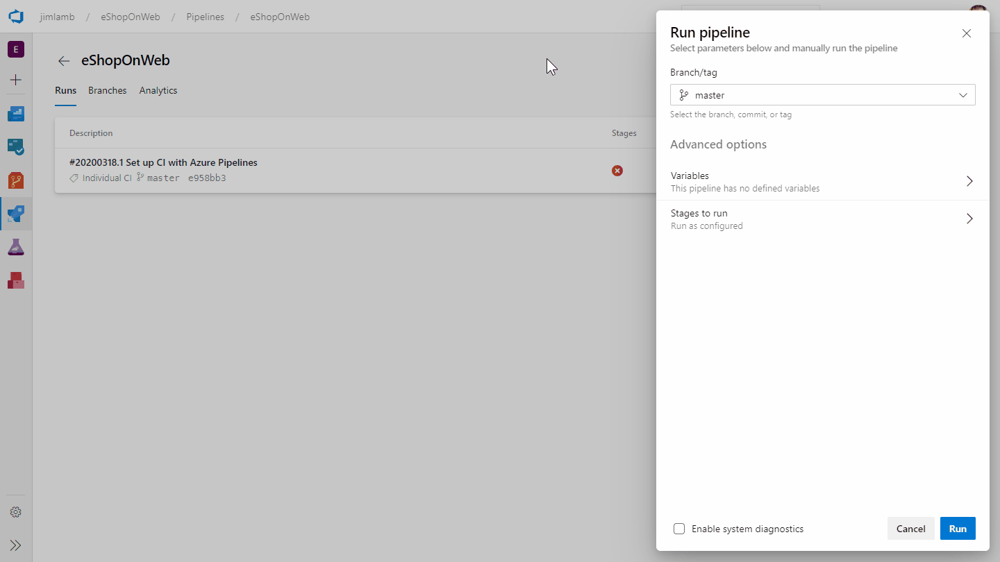 jimlamb / eShopOnWeb / Pipelines / eShopOnWeb
E
eShopOnWeb
Runs Branches Analytics
Description Stages
#20200318.1 Set up CI with Azure Pipelines
Individual CI master e958bb3
Run pipeline
Select parameters below and manually run the pipeline
Branch/tag
master
Select the branch, commit, or tag
Advanced options
Variables
This pipeline has no defined variables
Stages to run
Run as configured
Enable system diagnostics Cancel Run